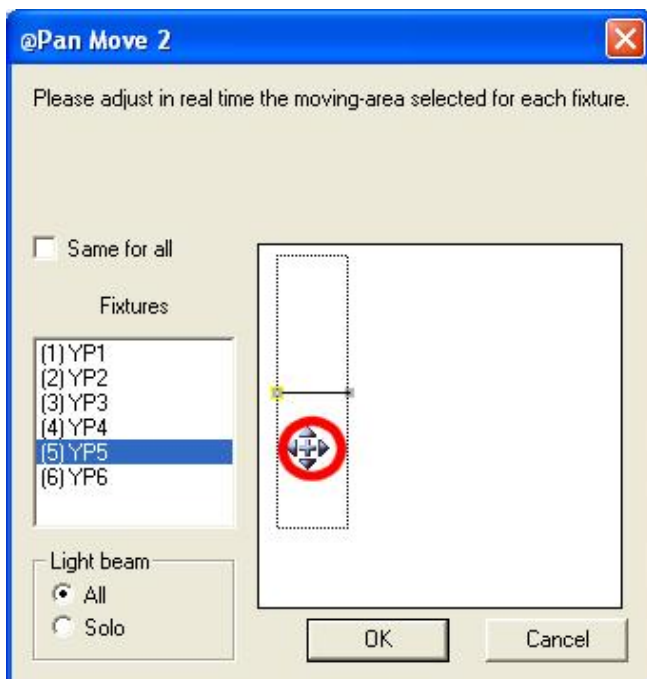 @Pan Move 2
Please adjust in real time the moving-area selected for each fixture.
Same for all
Fixtures
(1) YP1
(2) YP2
(3) YP3
(4) YP4
(5) YP5
(6) YP6
Light beam
All
Solo
OK
Cancel